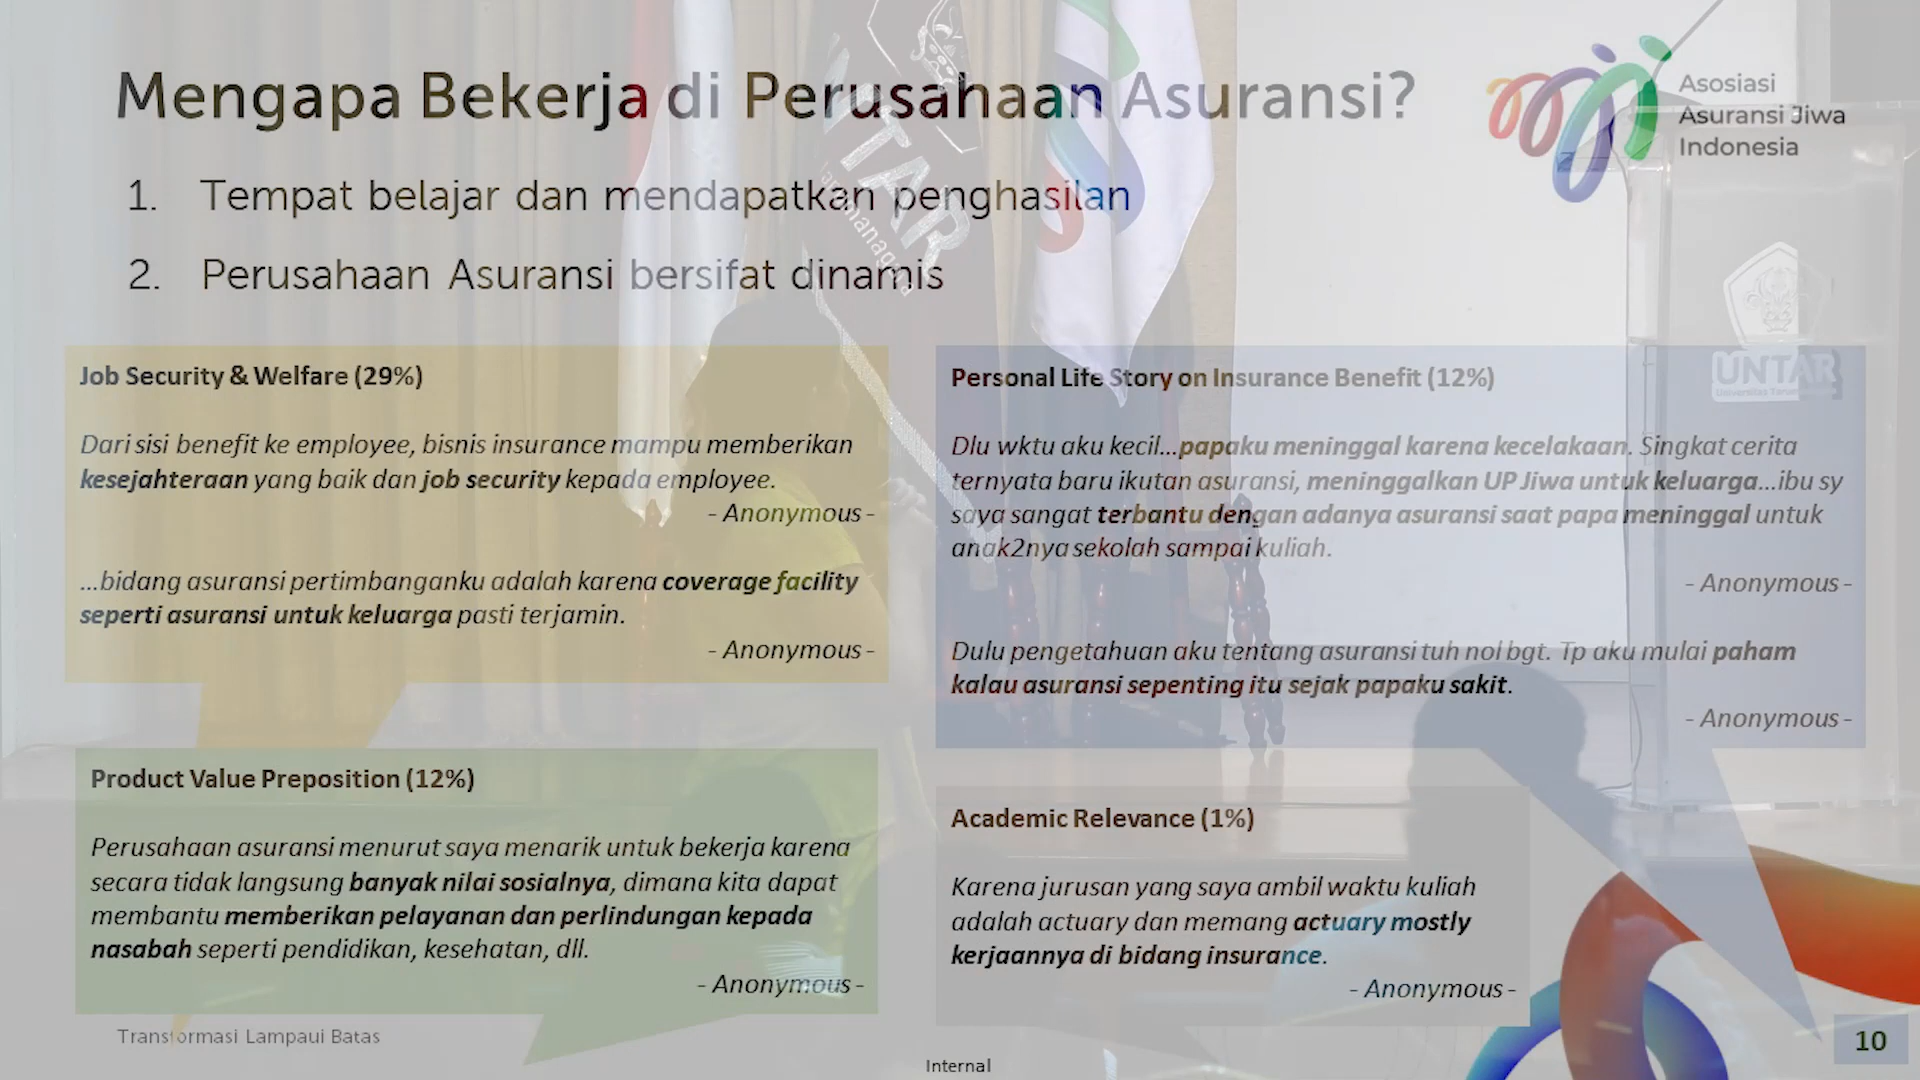 Mengapa Bekerja di Perusahaan Asuransi?
Asosiasi
Asuransi Jiwa
Indonesia
1. Tempat belajar dan mendapatkan penghasilan
2. Perusahaan Asuransi bersifat dinamis
Job Security & Welfare (29%)
Dari sisi benefit ke employee, bisnis insurance mampu memberikan
kesejahteraan yang baik dan job security kepada employee.
- Anonymous -
...bidang asuransi pertimbanganku adalah karena coverage facility
seperti asuransi untuk keluarga pasti terjamin.
- Anonymous -
Personal Life Story on Insurance Benefit (12%)
Dlu wktu aku kecil...papaku meninggal karena kecelakaan. Singkat cerita
ternyata baru ikutan asuransi, meninggalkan UP Jiwa untuk keluarga...ibu sy
saya sangat terbantu dengan adanya asuransi saat papa meninggal untuk
anak2nya sekolah sampai kuliah.
- Anonymous -
Dulu pengetahuan aku tentang asuransi tuh nol bgt. Tp aku mulai paham
kalau asuransi sepenting itu sejak papaku sakit.
- Anonymous -
Product Value Preposition (12%)
Perusahaan asuransi menurut saya menarik untuk bekerja karena
secara tidak langsung banyak nilai sosialnya, dimana kita dapat
membantu memberikan pelayanan dan perlindungan kepada
nasabah seperti pendidikan, kesehatan, dll.
- Anonymous -
Academic Relevance (1%)
Karena jurusan yang saya ambil waktu kuliah
adalah actuary dan memang actuary mostly
kerjaannya di bidang insurance.
- Anonymous -
UNTAR
Transformasi Lampaui Batas
Internal
10